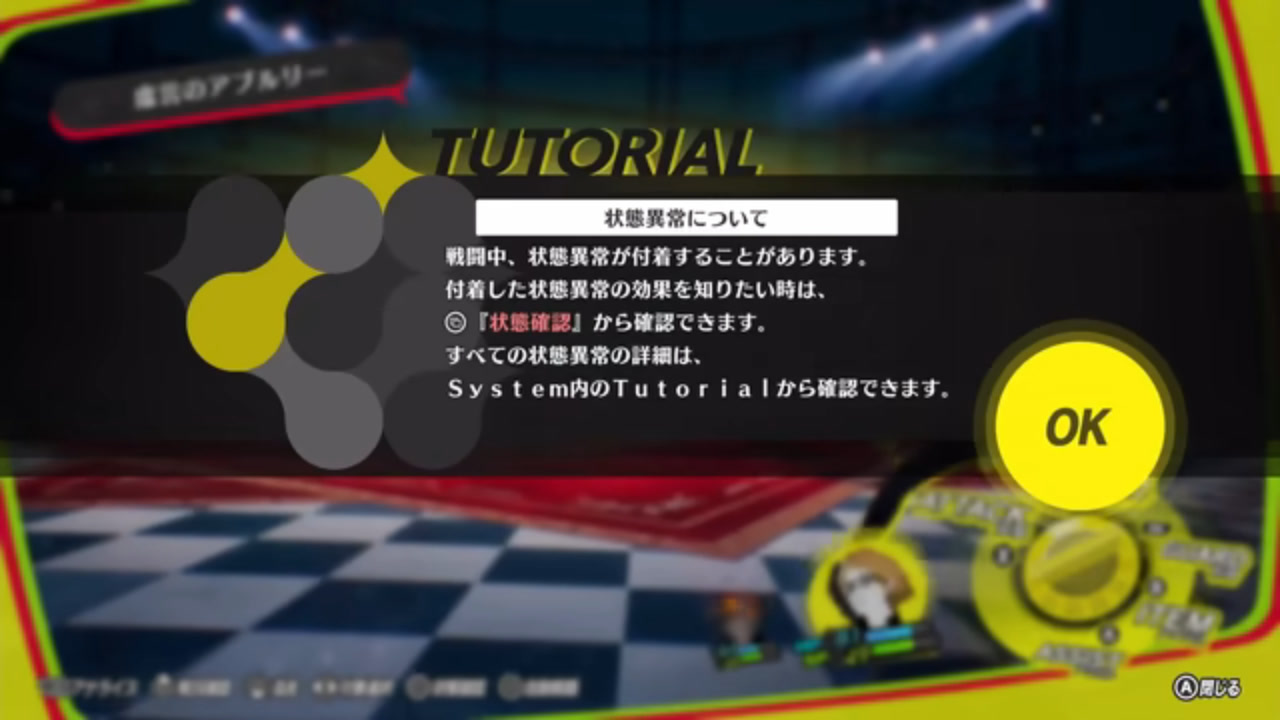 TUTORIAL
状態異常について
戦闘中、状態異常が付着することがあります。
付着した状態異常の効果を知りたい時は、
『状態確認』から確認できます。
すべての状態異常の詳細は、
System内のTutorialから確認できます。
OK
ATTACK
GUARD
ITEM
ASSIST
A閉じる